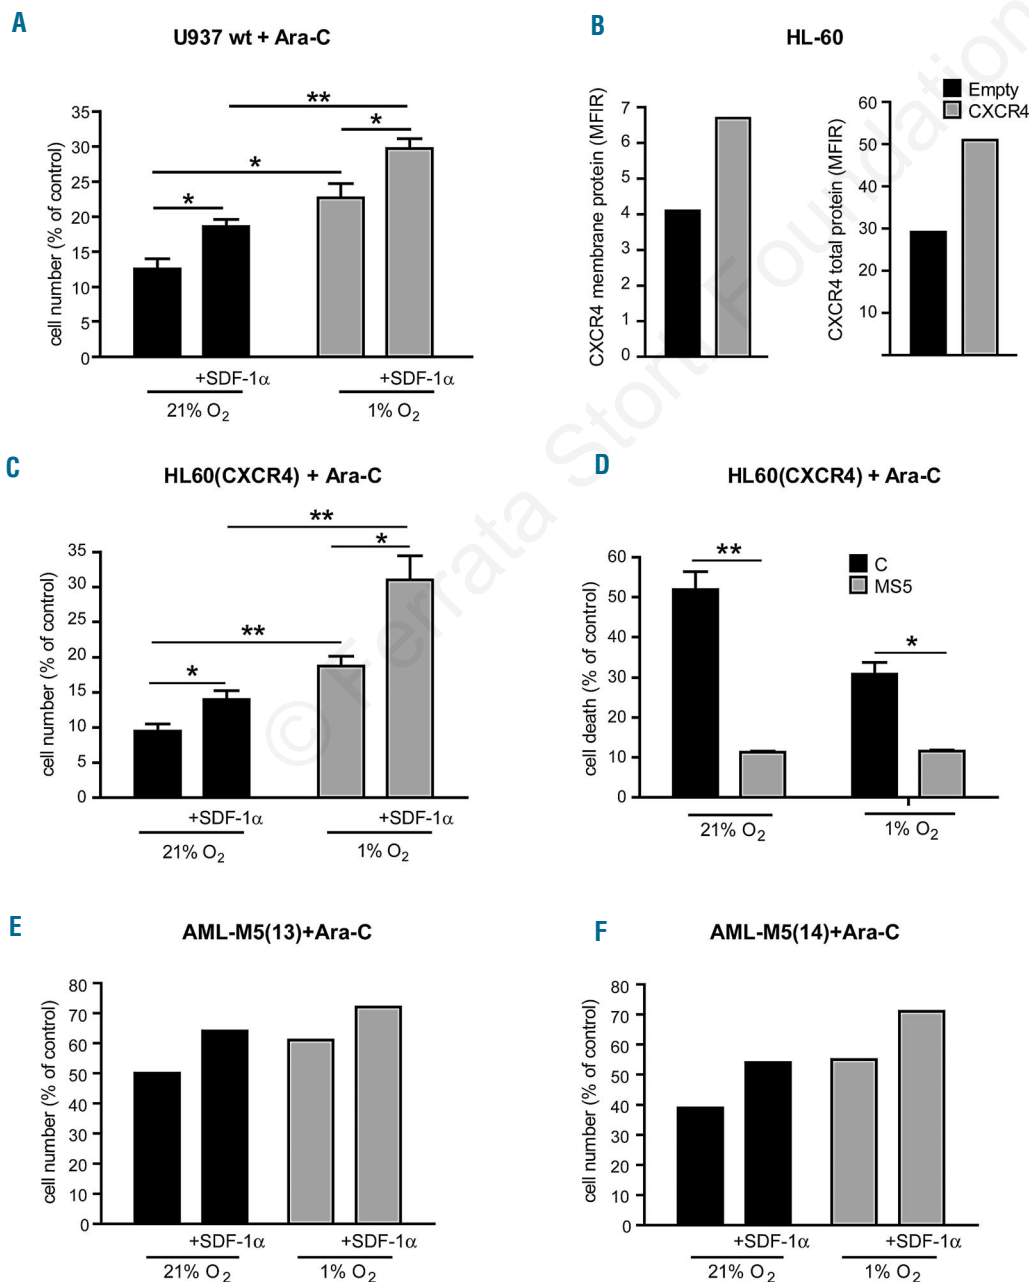 A
U937 wt + Ara-C
cell number (% of control)
35
30
25
20
15
10
5
0
**
*
*
*
+SDF-1α
+SDF-1α
21% O2
1% O2
B
HL-60
Empty
CXCR4
CXCR4 membrane protein (MFIR)
7
6
5
4
3
2
1
0
CXCR4 total protein (MFIR)
60
50
40
30
20
10
C
HL60(CXCR4) + Ara-C
cell number (% of control)
35
30
25
20
15
10
5
0
**
*
**
*
+SDF-1α
+SDF-1α
21% O2
1% O2
D
HL60(CXCR4) + Ara-C
cell death (% of control)
60
50
40
30
20
10
0
**
*
C
MS5
21% O2
1% O2
E
AML-M5(13)+Ara-C
cell number (% of control)
80
70
60
50
40
30
20
10
0
+SDF-1α
+SDF-1α
21% O2
1% O2
F
AML-M5(14)+Ara-C
cell number (% of control)
80
70
60
50
40
30
20
10
0
+SDF-1α
+SDF-1α
21% O2
1% O2
© Ferrata Storti Foundation